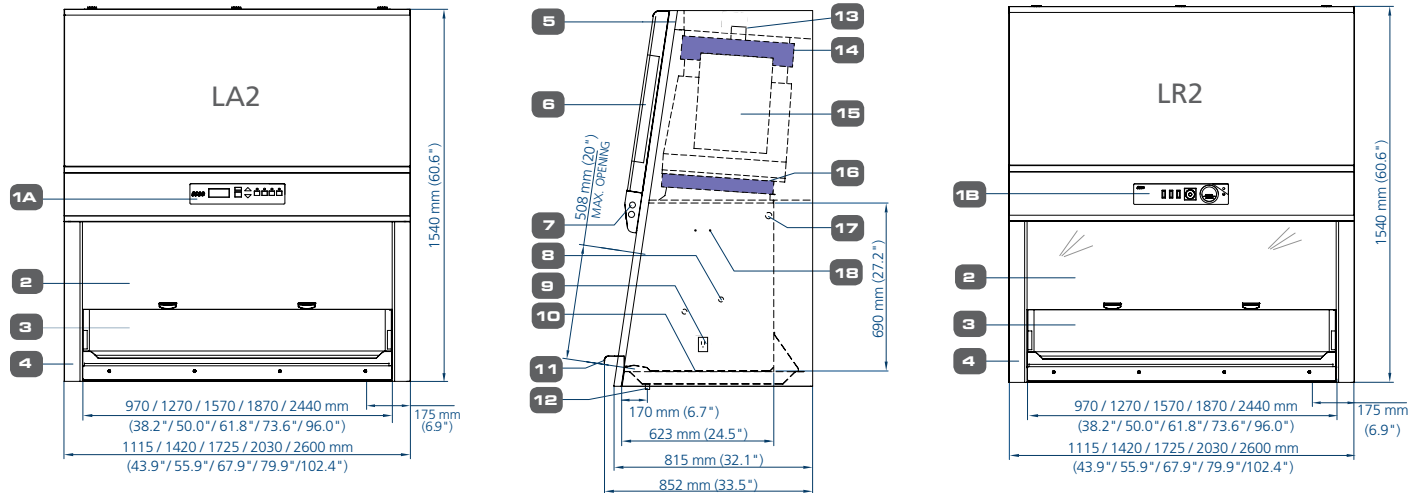 LA2
1A
2
3
4
1540 mm (60.6")
970 / 1270 / 1570 / 1870 / 2440 mm
(38.2"/ 50.0"/ 61.8"/ 73.6"/ 96.0")
175 mm
(6.9")
1115 / 1420 / 1725 / 2030 / 2600 mm
(43.9"/ 55.9"/ 67.9"/ 79.9"/102.4")
5
6
7
8
9
10
11
12
13
14
15
16
17
18
508 mm (20")
MAX. OPENING
690 mm (27.2")
170 mm (6.7")
623 mm (24.5")
815 mm (32.1")
852 mm (33.5")
LR2
1B
2
3
4
1540 mm (60.6")
970 / 1270 / 1570 / 1870 / 2440 mm
(38.2"/ 50.0"/ 61.8"/ 73.6"/ 96.0")
175 mm
(6.9")
1115 / 1420 / 1725 / 2030 / 2600 mm
(43.9"/ 55.9"/ 67.9"/ 79.9"/102.4")